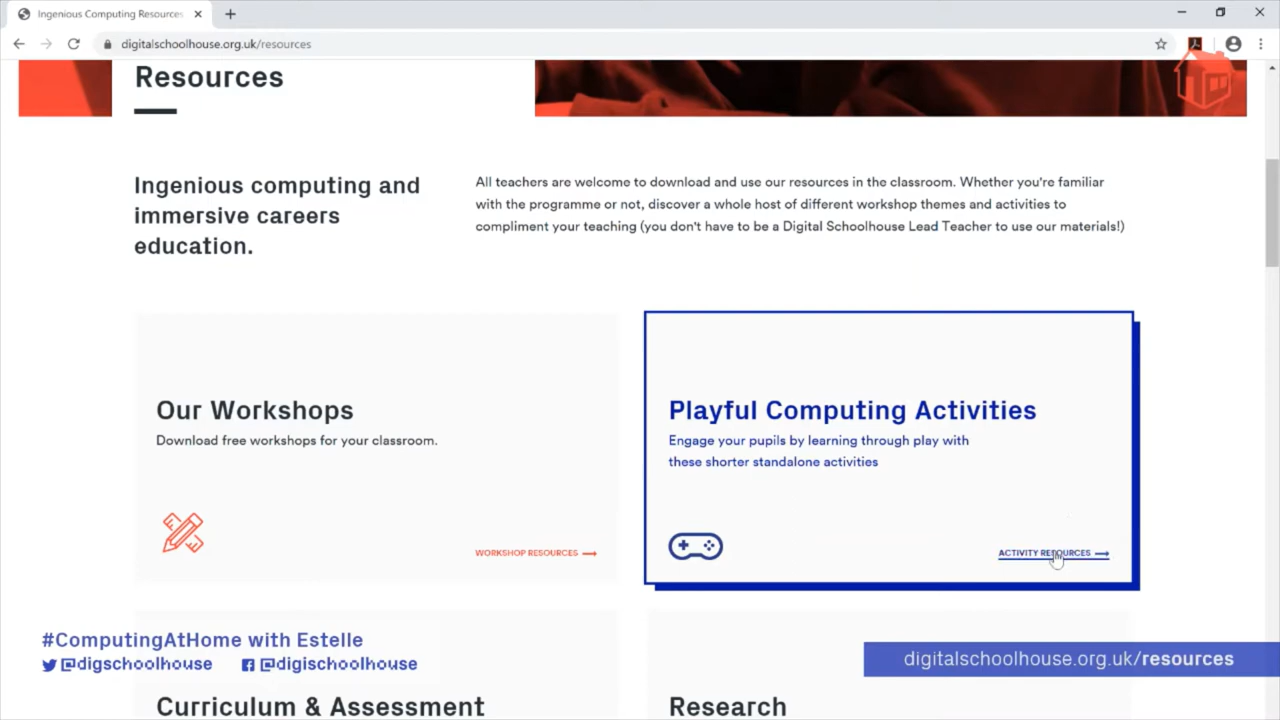 Ingenious Computing Resources
digitalschoolhouse.org.uk/resources
Resources
Ingenious computing and
immersive careers
education.
All teachers are welcome to download and use our resources in the classroom. Whether you're familiar
with the programme or not, discover a whole host of different workshop themes and activities to
compliment your teaching (you don't have to be a Digital Schoolhouse Lead Teacher to use our materials!)
Our Workshops
Download free workshops for your classroom.
WORKSHOP RESOURCES
Playful Computing Activities
Engage your pupils by learning through play with
these shorter standalone activities
ACTIVITY RESOURCES
#ComputingAtHome with Estelle
@digschoolhouse @digischoolhouse
digitalschoolhouse.org.uk/resources
Curriculum & Assessment
Research